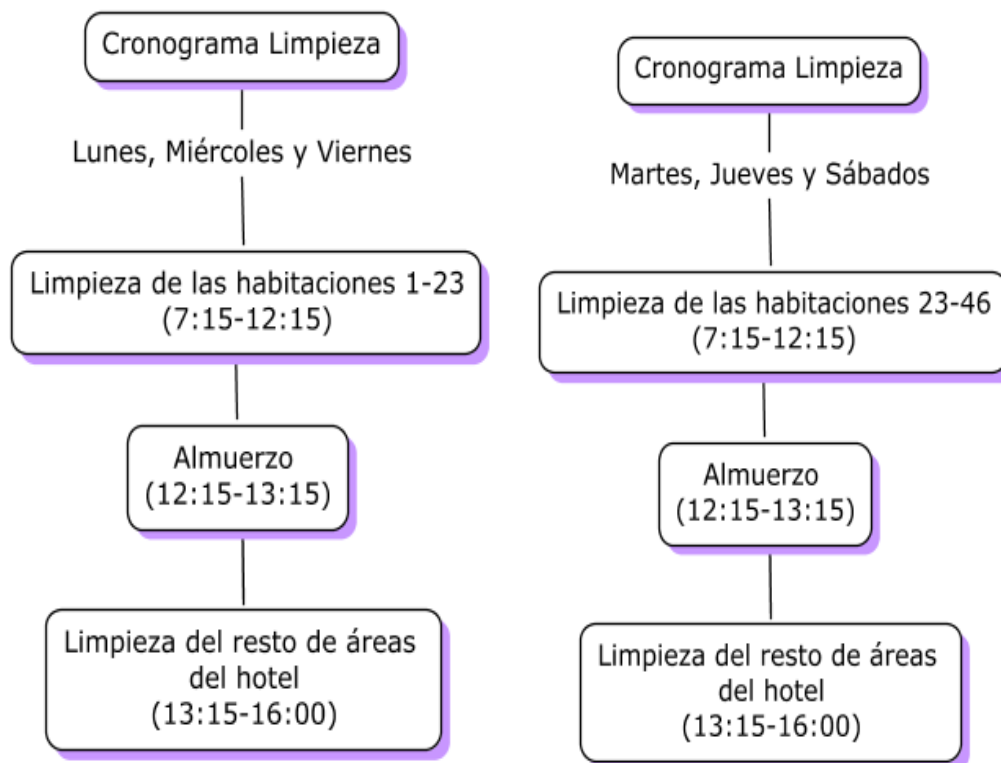 Cronograma Limpieza
Lunes, Miércoles y Viernes
Limpieza de las habitaciones 1-23
(7:15-12:15)
Almuerzo
(12:15-13:15)
Limpieza del resto de áreas
del hotel
(13:15-16:00)
Cronograma Limpieza
Martes, Jueves y Sábados
Limpieza de las habitaciones 23-46
(7:15-12:15)
Almuerzo
(12:15-13:15)
Limpieza del resto de áreas
del hotel
(13:15-16:00)